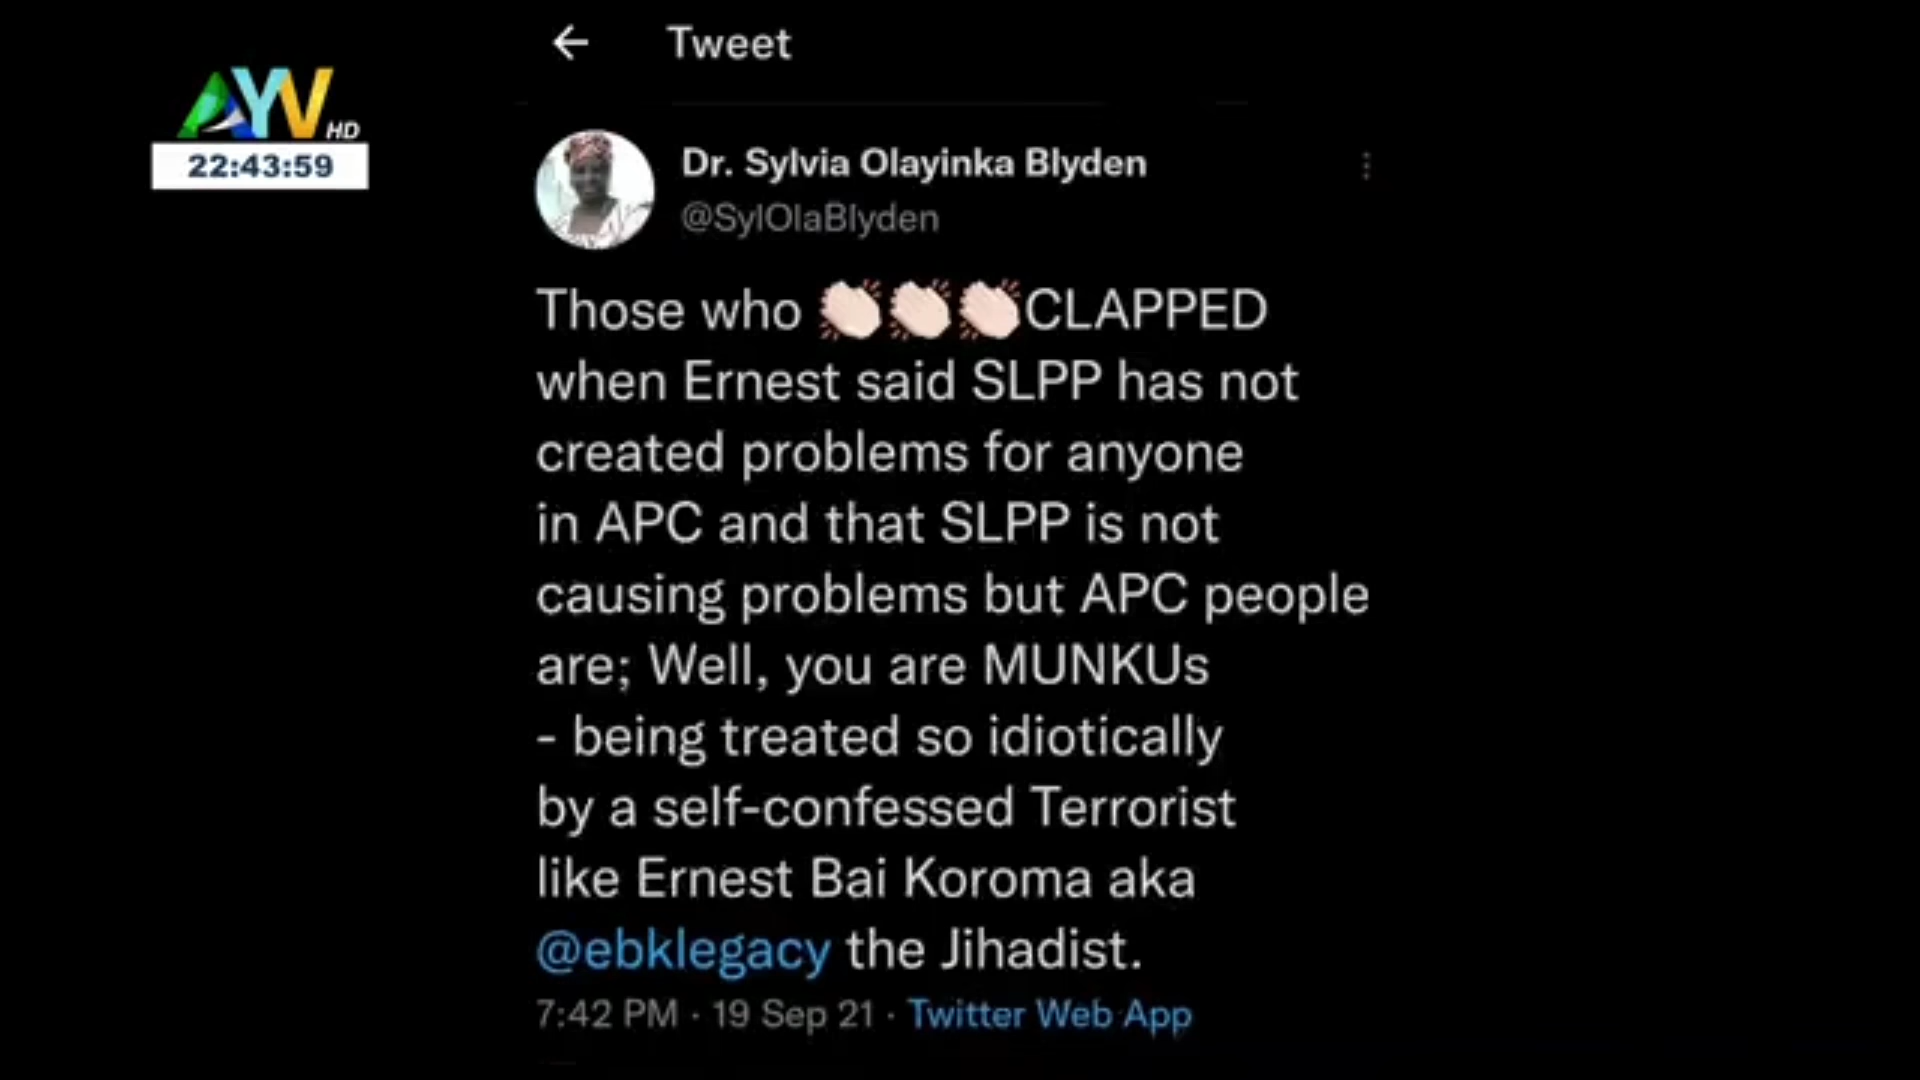 ← Tweet
AYV HD
22:43:59
Dr. Sylvia Olayinka Blyden
@SylOlaBlyden
Those who 👏🏻👏🏻👏🏻CLAPPED
when Ernest said SLPP has not
created problems for anyone
in APC and that SLPP is not
causing problems but APC people
are; Well, you are MUNKUs
- being treated so idiotically
by a self-confessed Terrorist
like Ernest Bai Koroma aka
@ebklegacy the Jihadist.
7:42 PM · 19 Sep 21 · Twitter Web App